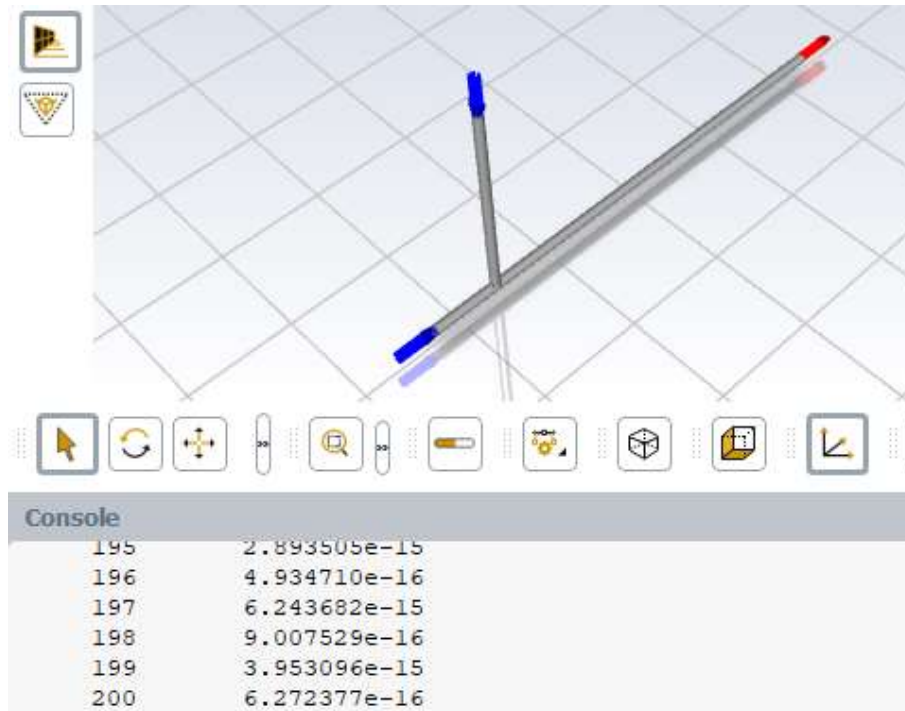 Console
195 2.893505e-15
196 4.934710e-16
197 6.243682e-15
198 9.007529e-16
199 3.953096e-15
200 6.272377e-16